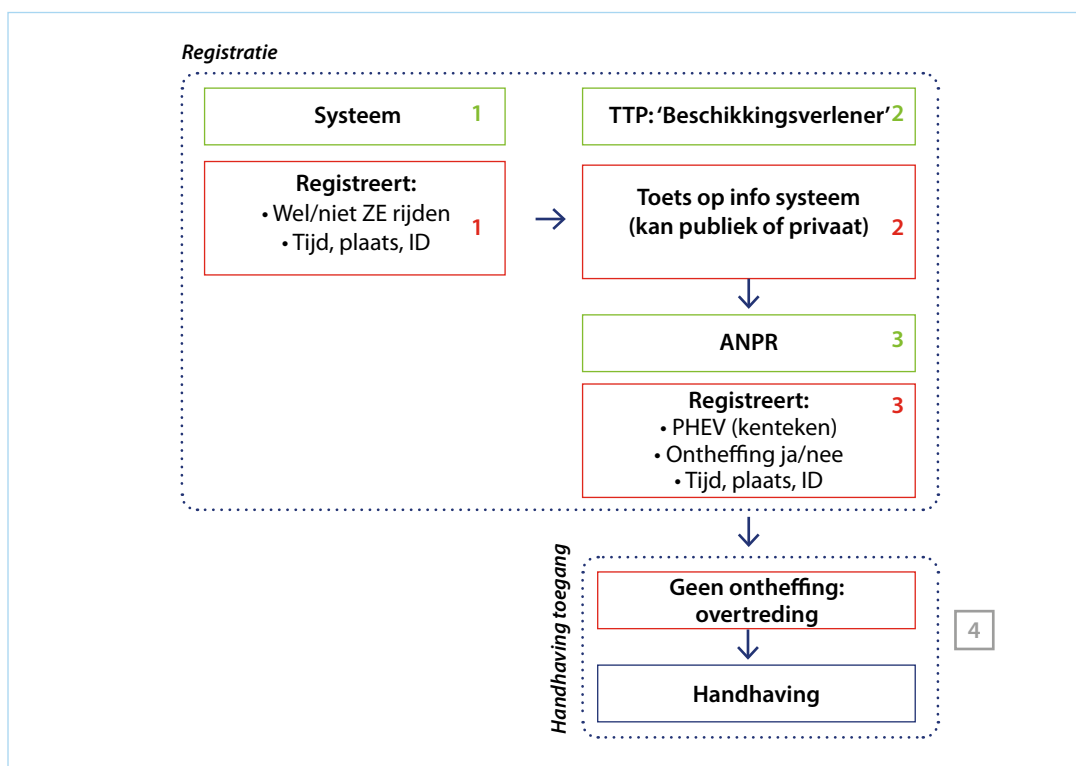 Registratie
Systeem 1
Registreert:
• Wel/niet ZE rijden
• Tijd, plaats, ID
1
TTP: ‘Beschikkingsverlener’ 2
Toets op info systeem
(kan publiek of privaat) 2
ANPR 3
Registreert: 3
• PHEV (kenteken)
• Ontheffing ja/nee
• Tijd, plaats, ID
Handhaving toegang
Geen ontheffing:
overtreding
Handhaving
4